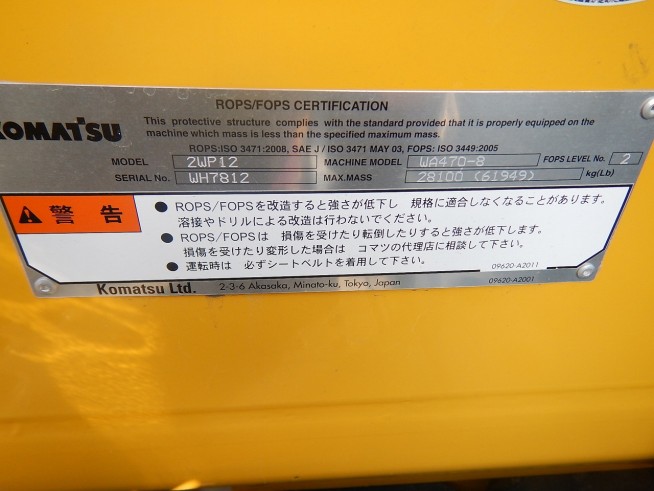 ROPS/FOPS CERTIFICATION
KOMATSU
This protective structure complies with the standard provided that it is properly equipped on the
machine which mass is less than the specified maximum mass.
ROPS:ISO 3471:2008, SAE J / ISO 3471 MAY 03, FOPS: ISO 3449:2005
MODEL 2WP12 MACHINE MODEL WA470-8 FOPS LEVEL No. 2
SERIAL No. WH7812 MAX.MASS 28100 (61949) kg(Lb)
警告
● ROPS/FOPSを改造すると強さが低下し 規格に適合しなくなることがあります。
溶接やドリルによる改造は行わないでください。
● ROPS/FOPSは 損傷を受けたり転倒したりすると強さが低下します。
損傷を受けたり変形した場合は コマツの代理店に相談して下さい。
● 運転時は 必ずシートベルトを着用して下さい。
09620-A2011
Komatsu Ltd. 2-3-6 Akasaka, Minato-ku, Tokyo, Japan 09620-A2001